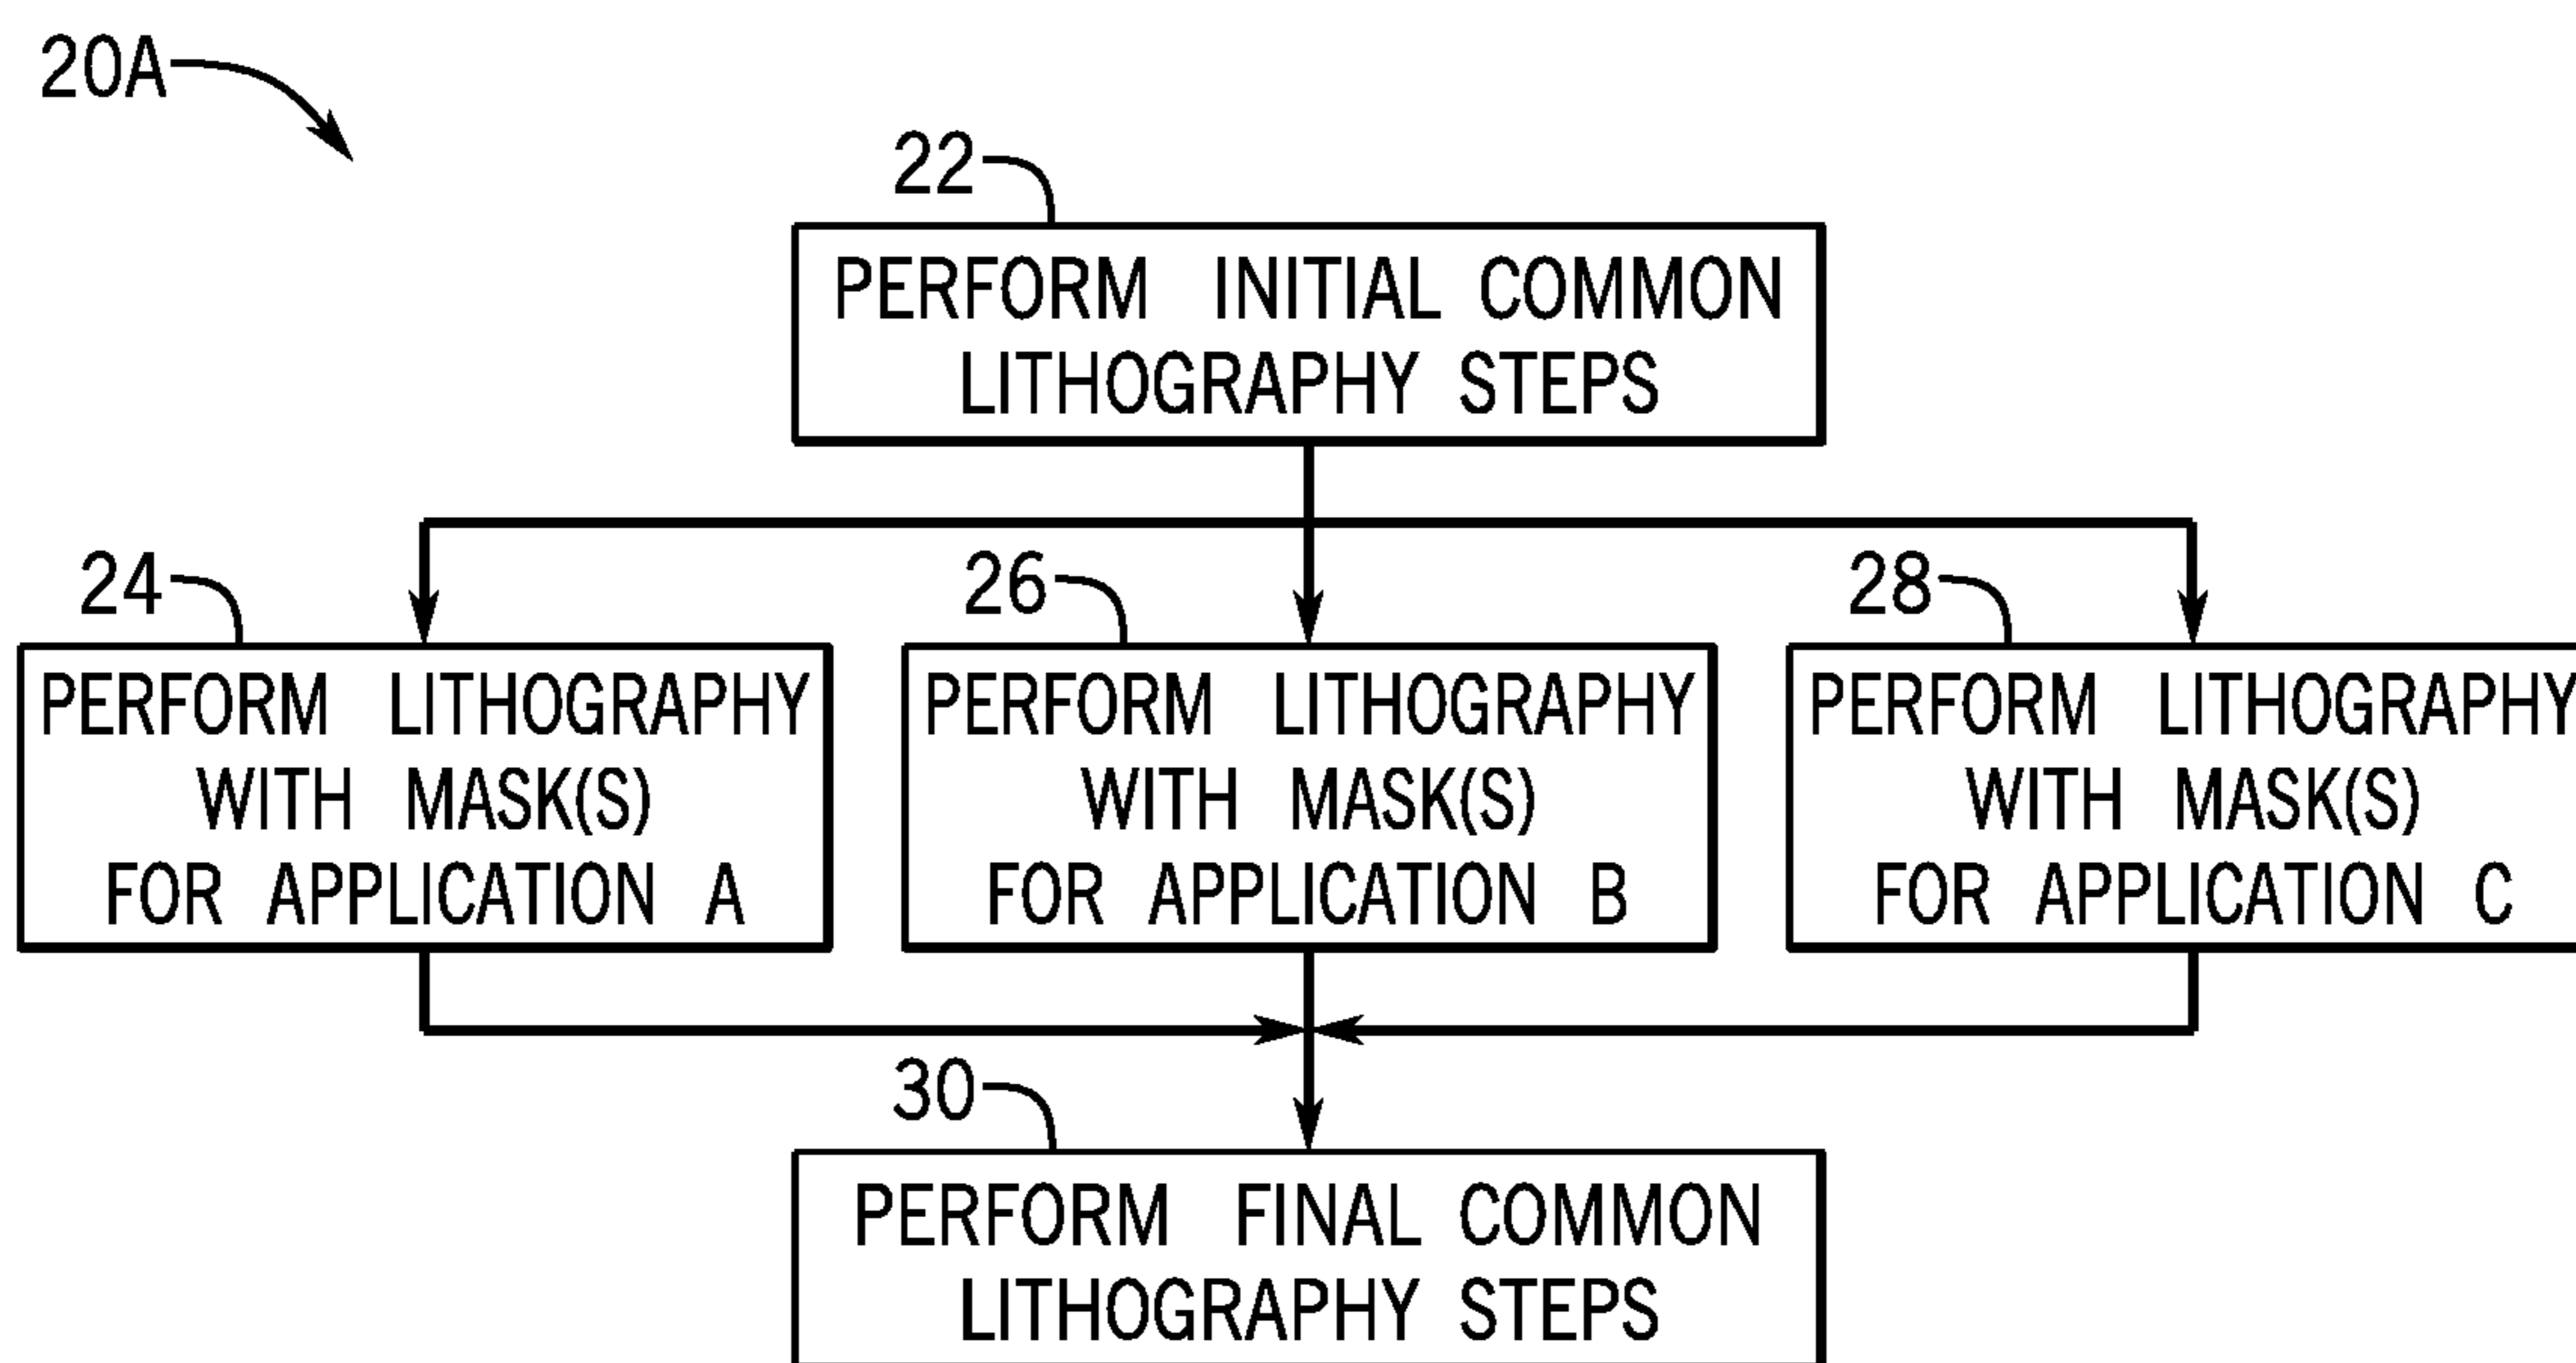 20A
22
PERFORM INITIAL COMMON
LITHOGRAPHY STEPS
24
PERFORM LITHOGRAPHY
WITH MASK(S)
FOR APPLICATION A
26
PERFORM LITHOGRAPHY
WITH MASK(S)
FOR APPLICATION B
28
PERFORM LITHOGRAPHY
WITH MASK(S)
FOR APPLICATION C
30
PERFORM FINAL COMMON
LITHOGRAPHY STEPS